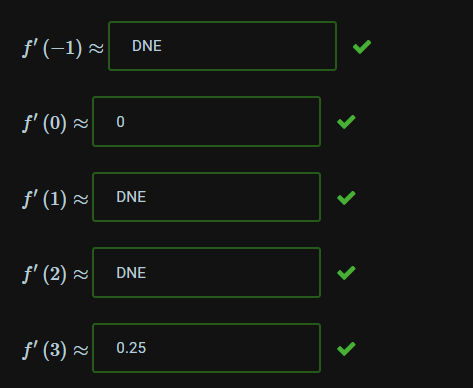 f′ (−1) ≈ DNE
f′ (0) ≈ 0
f′ (1) ≈ DNE
f′ (2) ≈ DNE
f′ (3) ≈ 0.25